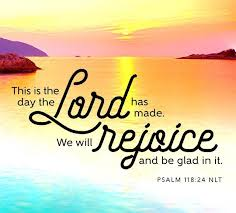 This is the
day the Lord has
made.
We will rejoice
and be glad in it.
PSALM 118:24 NLT